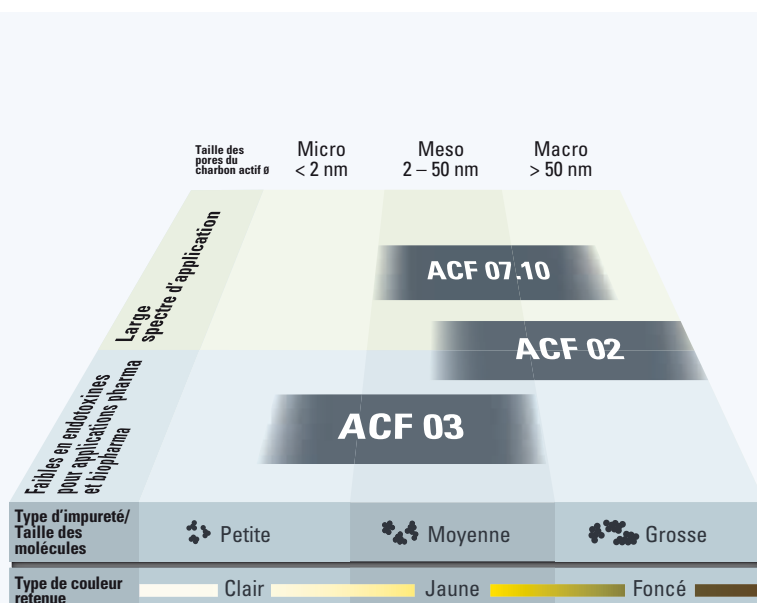 Taille des
pores du
charbon actif ø
Micro
< 2 nm
Meso
2 – 50 nm
Macro
> 50 nm
Large
spectre d'application
ACF 07.10
ACF 02
Faibles en endotoxines
pour applications pharma
et biopharma
ACF 03
Type d'impureté/
Taille des
molécules
Petite
Moyenne
Grosse
Type de couleur
retenue
Clair
Jaune
Foncé